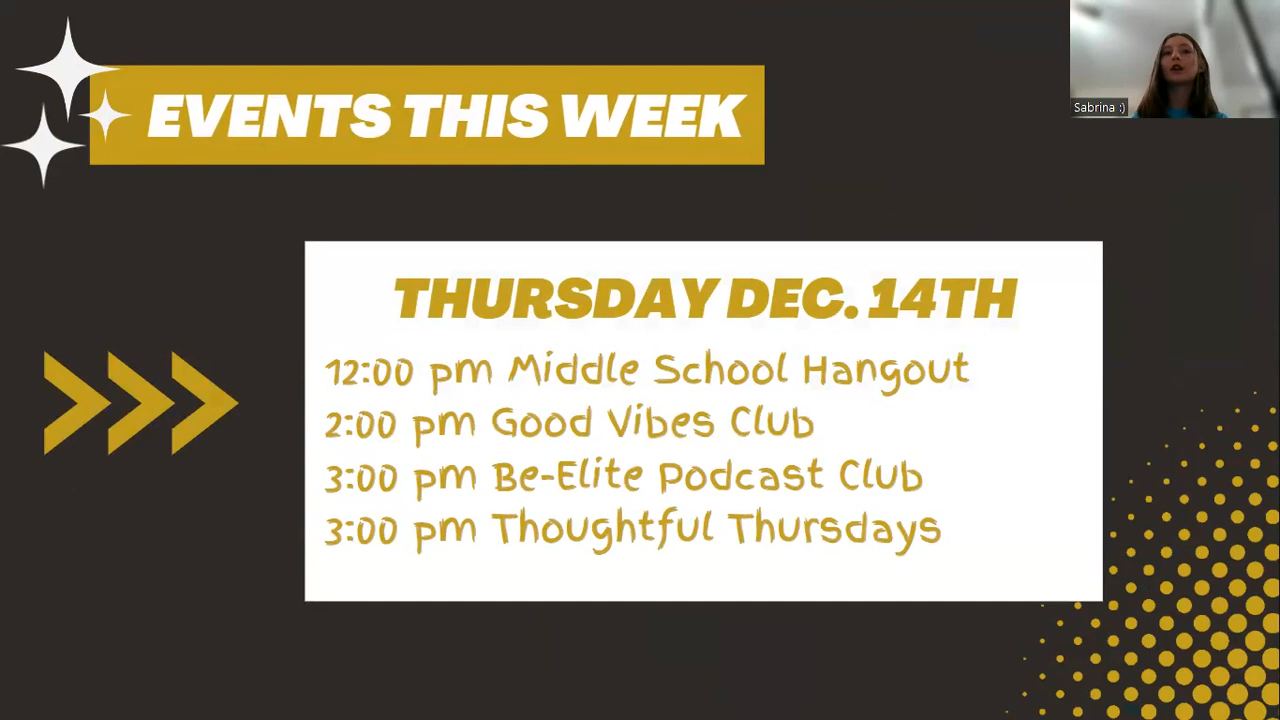 EVENTS THIS WEEK
Sabrina :)
THURSDAY DEC. 14TH
12:00 pm Middle School Hangout
2:00 pm Good Vibes Club
3:00 pm Be-Elite Podcast Club
3:00 pm Thoughtful Thursdays